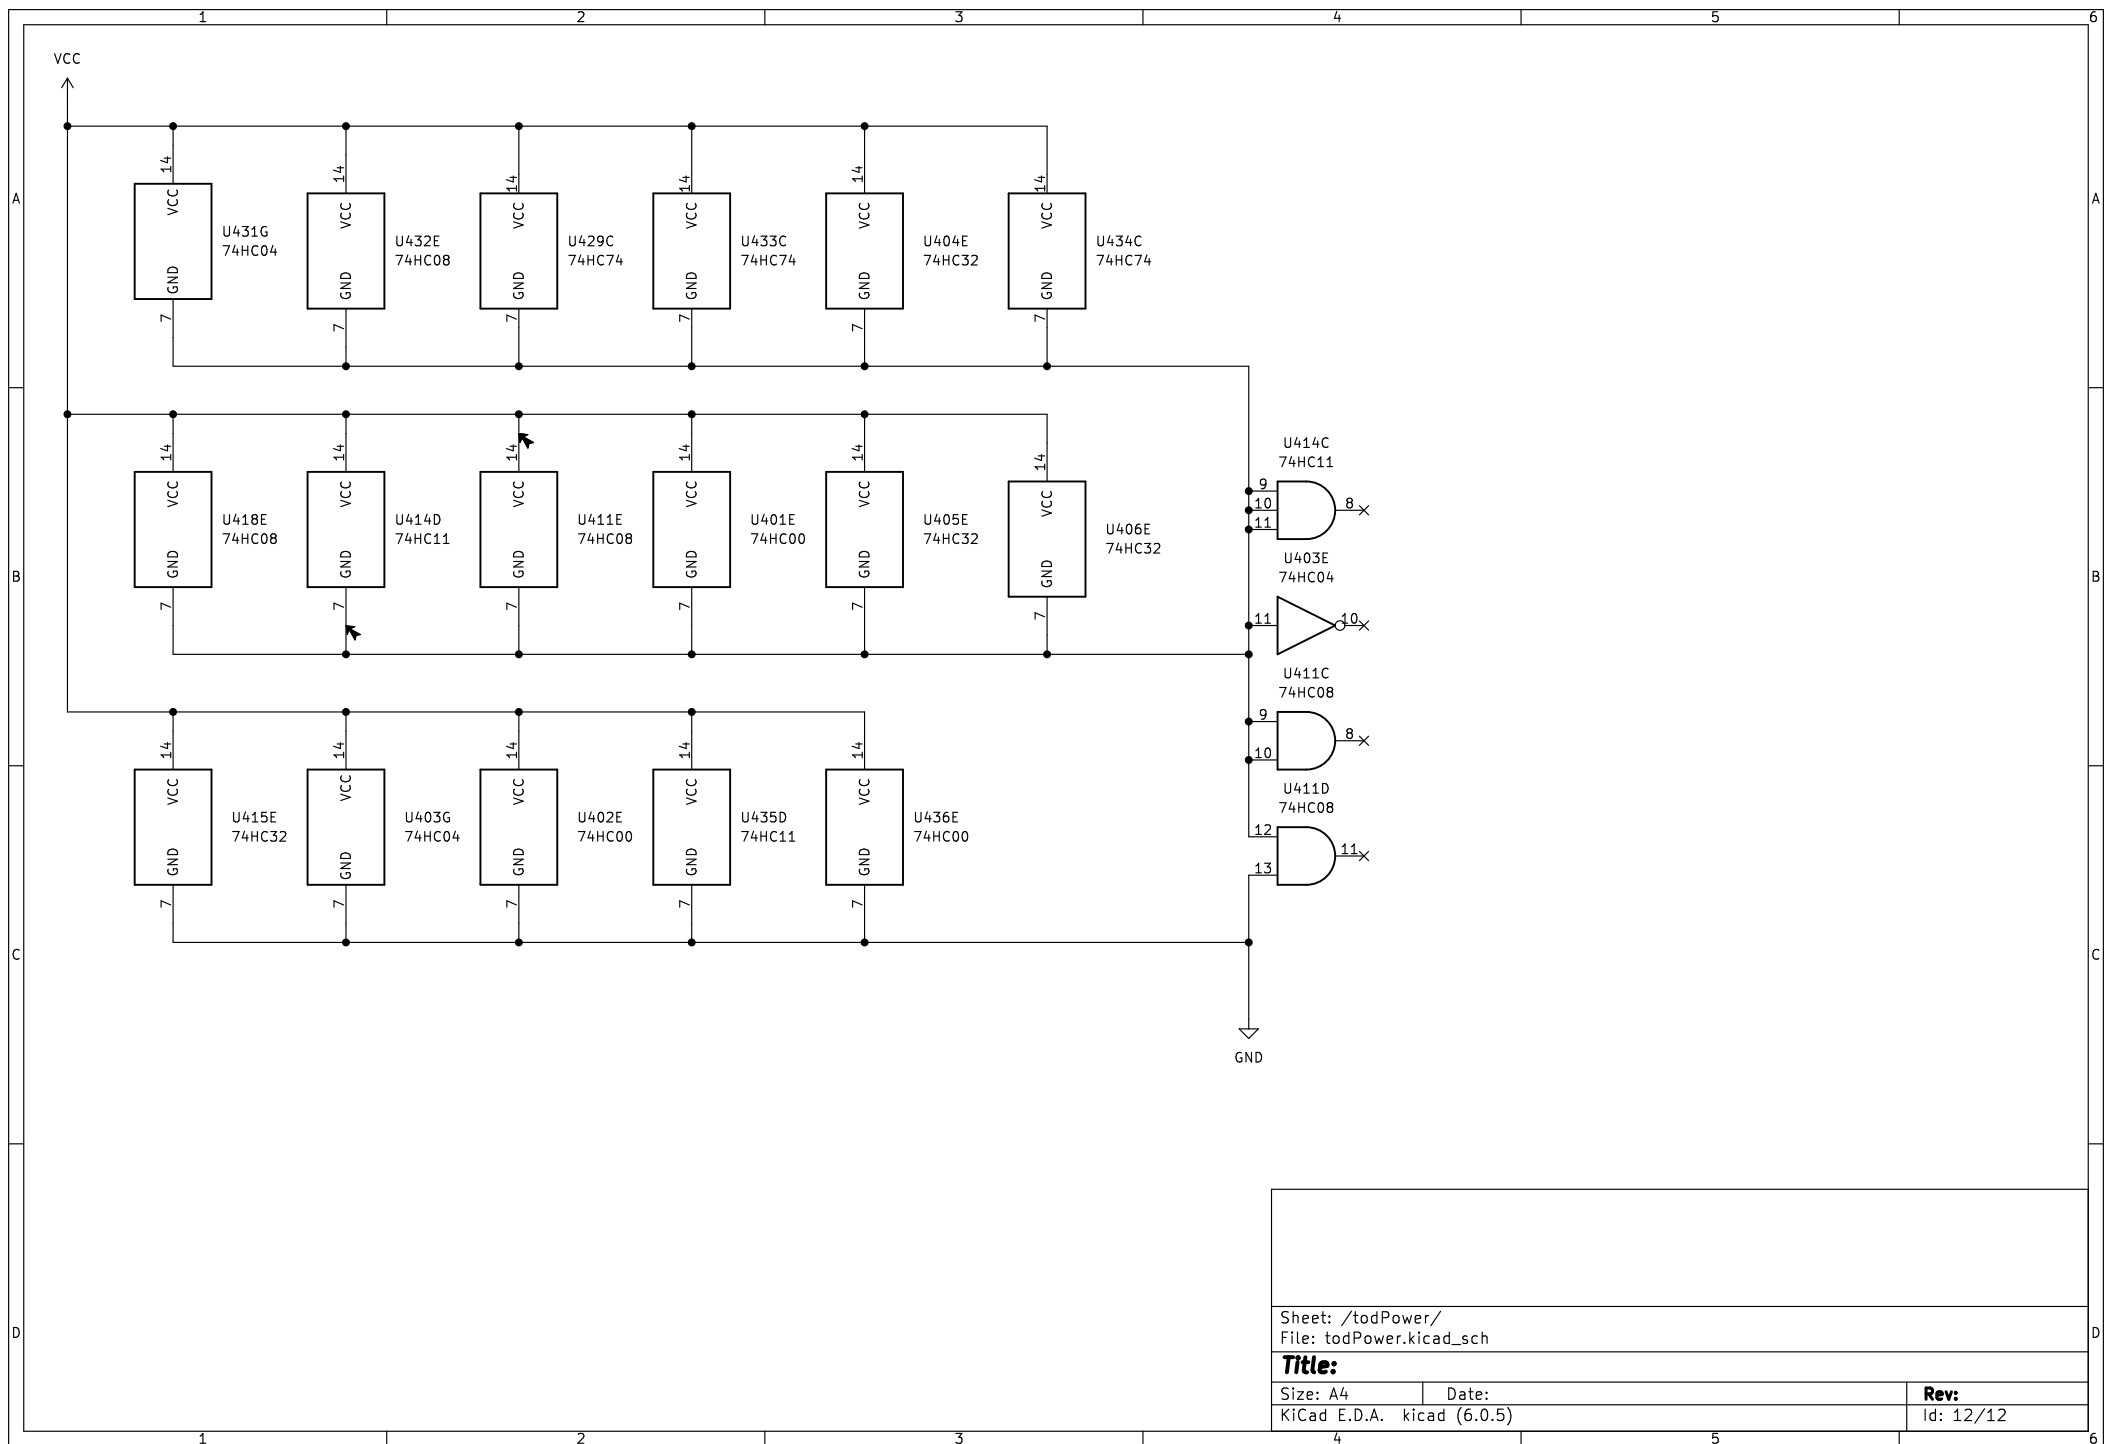 1 2 3 4 5 6
VCC
14 14 14 14 14 14
A A
VCC VCC VCC VCC VCC VCC
U431G
74HC04
U432E
74HC08
U429C
74HC74
U433C
74HC74
U404E
74HC32
U434C
74HC74
GND GND GND GND GND GND
7 7 7 7 7 7
14 14 14 14 14 14
VCC VCC VCC VCC VCC VCC
U418E
74HC08
U414D
74HC11
U411E
74HC08
U401E
74HC00
U405E
74HC32
U406E
74HC32
GND GND GND GND GND GND
7 7 7 7 7 7
B B
U414C
74HC11
9
10 8
11
U403E
74HC04
11 10
U411C
74HC08
9
8
10
U411D
74HC08
12
11
13
14 14 14 14 14
VCC VCC VCC VCC VCC
U415E
74HC32
U403G
74HC04
U402E
74HC00
U435D
74HC11
U436E
74HC00
GND GND GND GND GND
7 7 7 7 7
C C
GND
D D
Sheet: /todPower/
File: todPower.kicad_sch
Title:
Size: A4 Date: Rev:
KiCad E.D.A. kicad (6.0.5) Id: 12/12
1 2 3 4 5 6